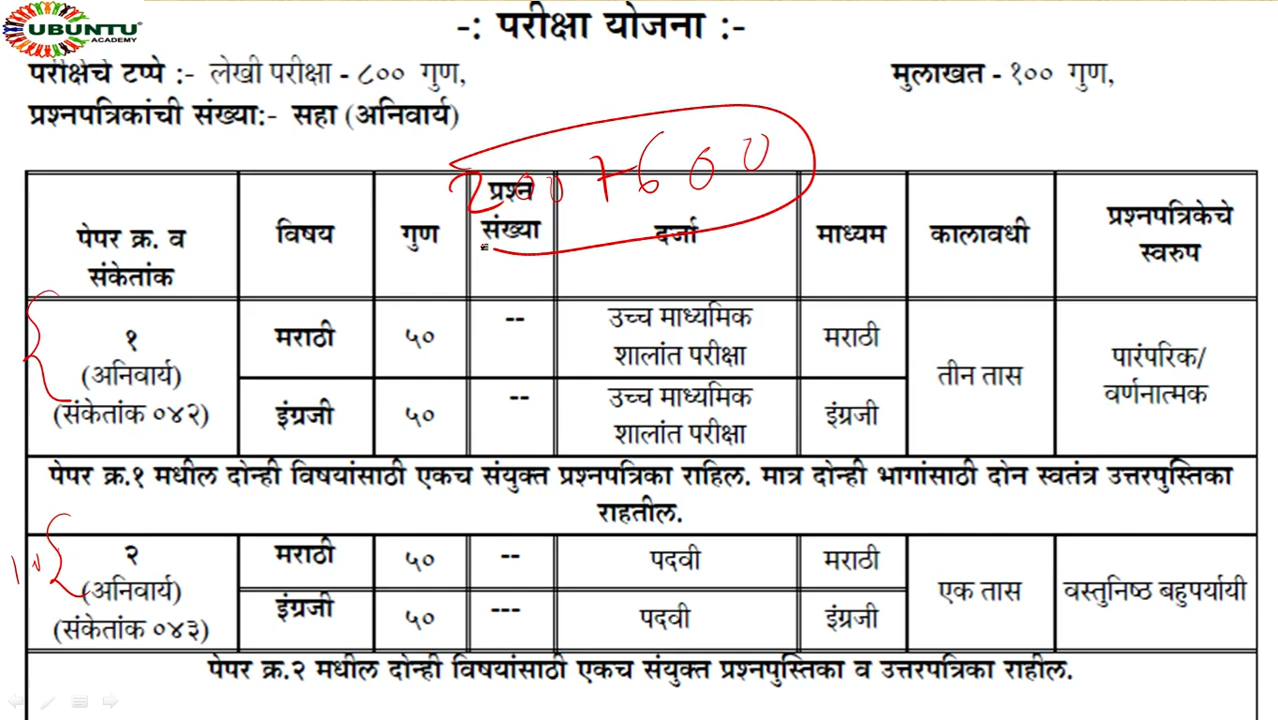 UBUNTU
ACADEMY
-: परीक्षा योजना :-
परीक्षेचे टप्पे :- लेखी परीक्षा - ८०० गुण, मुलाखत - १०० गुण,
प्रश्नपत्रिकांची संख्या:- सहा (अनिवार्य)
200+600
पेपर क्र. व संकेतांक विषय गुण प्रश्न संख्या दर्जा माध्यम कालावधी प्रश्नपत्रिकेचे स्वरुप
१ (अनिवार्य) (संकेतांक ०४२) मराठी ५० -- उच्च माध्यमिक शालांत परीक्षा मराठी तीन तास पारंपरिक/ वर्णनात्मक
इंग्रजी ५० -- उच्च माध्यमिक शालांत परीक्षा इंग्रजी
पेपर क्र.१ मधील दोन्ही विषयांसाठी एकच संयुक्त प्रश्नपत्रिका राहिल. मात्र दोन्ही भागांसाठी दोन स्वतंत्र उत्तरपुस्तिका
राहतील.
२ (अनिवार्य) (संकेतांक ०४३) मराठी ५० -- पदवी मराठी एक तास वस्तुनिष्ठ बहुपर्यायी
इंग्रजी ५० --- पदवी इंग्रजी
पेपर क्र.२ मधील दोन्ही विषयांसाठी एकच संयुक्त प्रश्नपुस्तिका व उत्तरपत्रिका राहील.